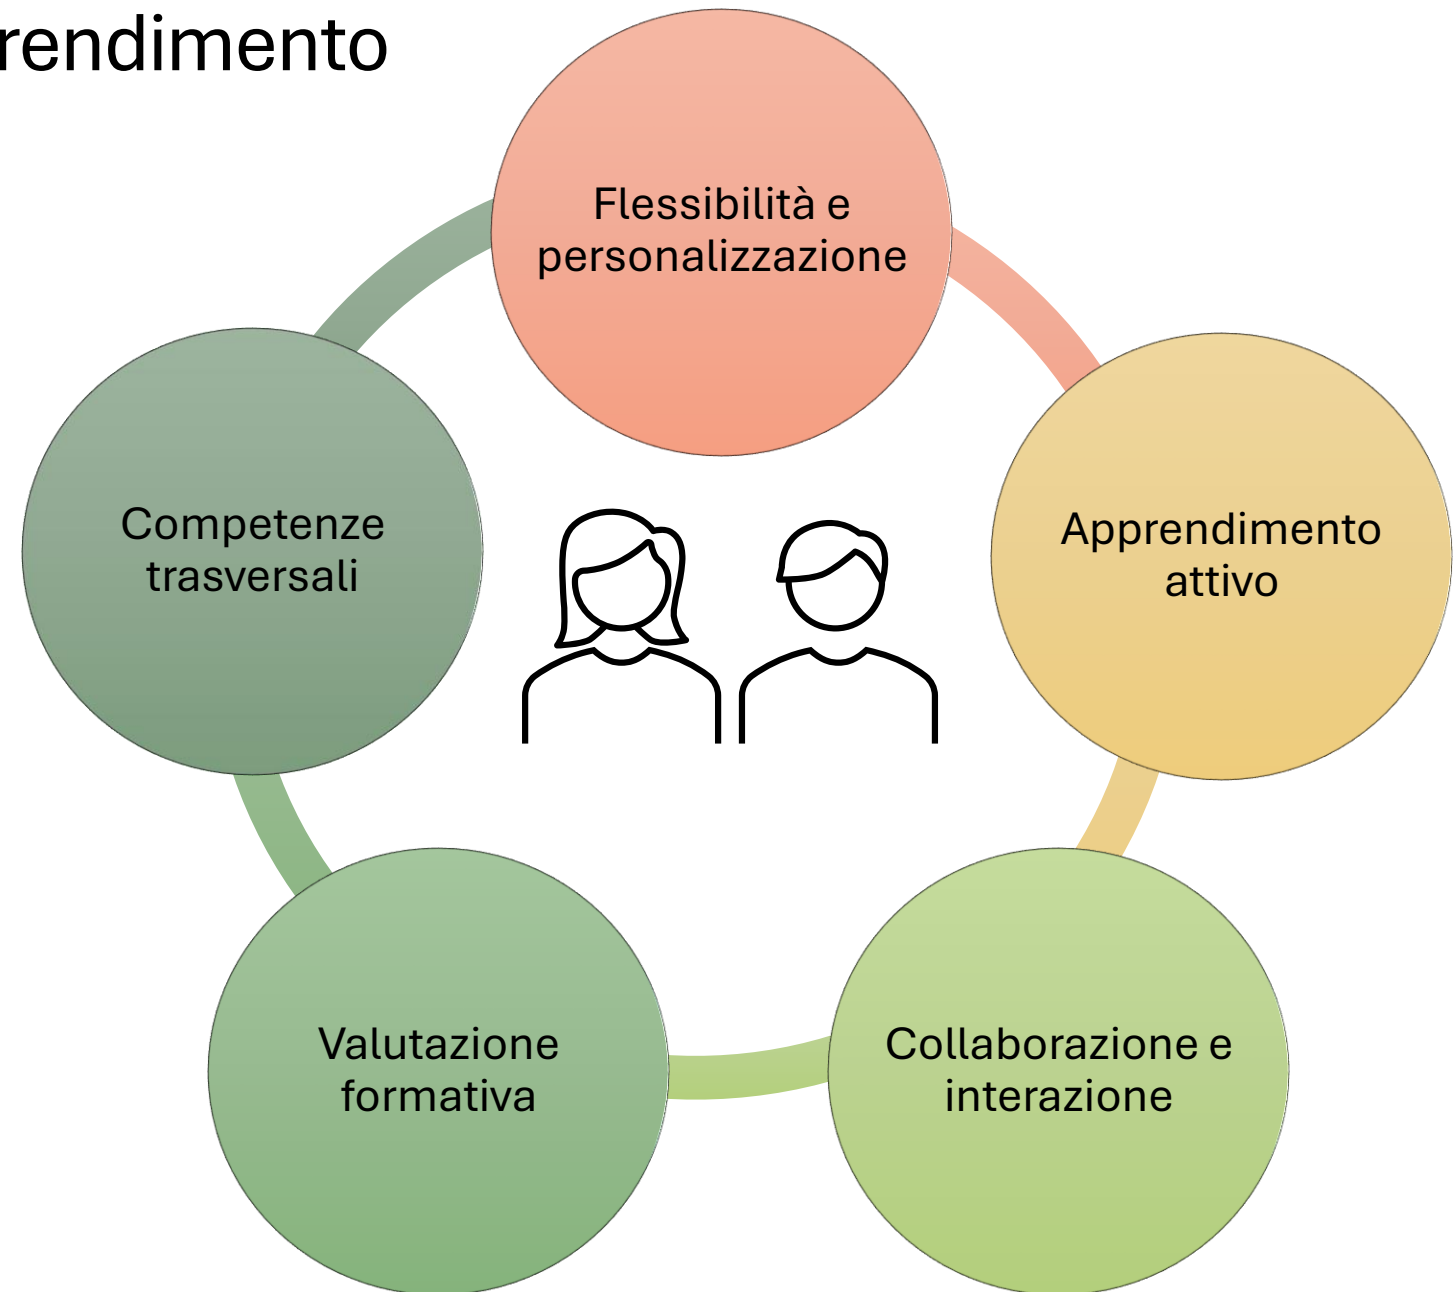 rendimento
Flessibilità e
personalizzazione
Competenze
trasversali
Apprendimento
attivo
Valutazione
formativa
Collaborazione e
interazione